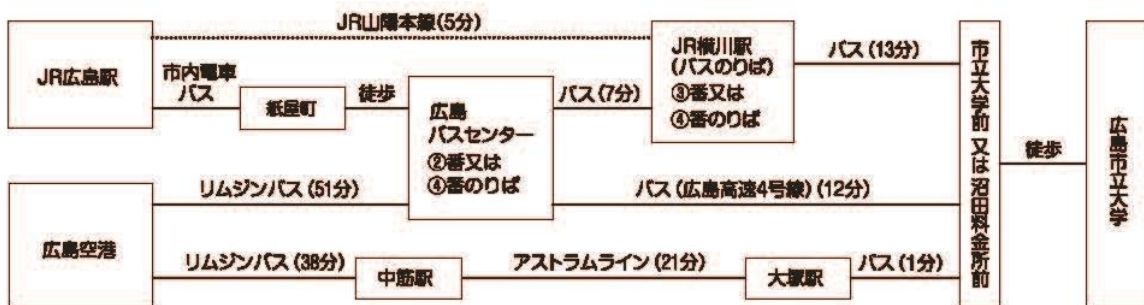 JR山陽本線(5分)
JR広島駅
市内電車
バス
紙屋町
徒歩
広島
バスセンター
②番又は
④番のりば
バス(7分)
JR横川駅
(バスのりば)
③番又は
④番のりば
バス(13分)
市立大学前 又は 沼田料金所前
徒歩
広島市立大学
広島空港
リムジンバス(51分)
バス(広島高速4号線)(12分)
リムジンバス(38分)
中筋駅
アストラムライン(21分)
大塚駅
バス(1分)